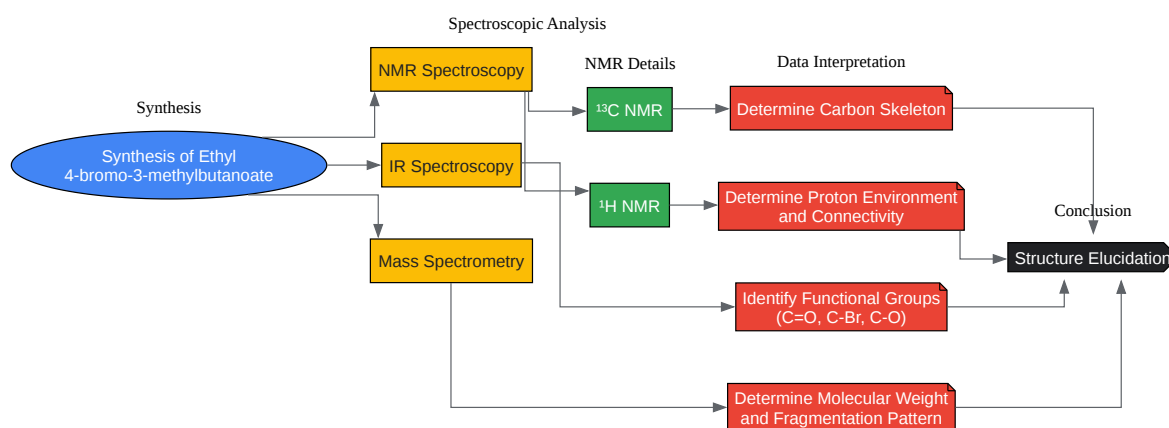 Spectroscopic Analysis
NMR Spectroscopy
NMR Details
Data Interpretation
Synthesis
¹³C NMR
Determine Carbon Skeleton
Synthesis of Ethyl
4-bromo-3-methylbutanoate
IR Spectroscopy
¹H NMR
Determine Proton Environment
and Connectivity
Conclusion
Mass Spectrometry
Structure Elucidation
Identify Functional Groups
(C=O, C-Br, C-O)
Determine Molecular Weight
and Fragmentation Pattern